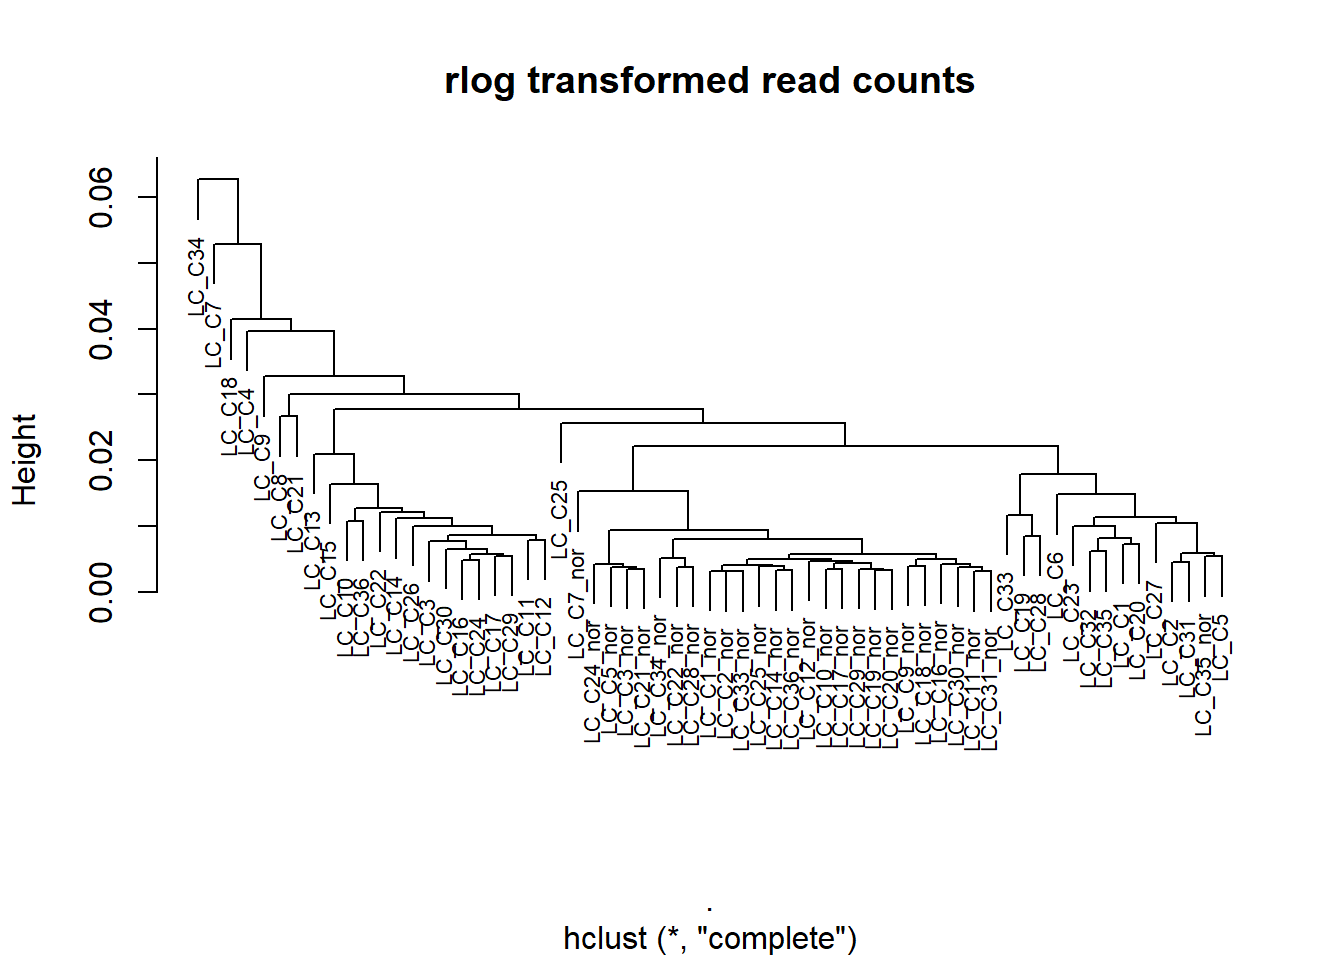 rlog transformed read counts
Height
0.06
0.04
0.02
0.00
LC_C34
LC_C7
LC_C18
LC_C4
LC_C9
LC_C8
LC_C21
LC_C13
LC_C15
LC_C10
LC_C36
LC_C22
LC_C14
LC_C26
LC_C3
LC_C30
LC_C16
LC_C24
LC_C17
LC_C29
LC_C11
LC_C12
LC_C25
LC_C7_nor
LC_C24_nor
LC_C5_nor
LC_C3_nor
LC_C21_nor
LC_C34_nor
LC_C22_nor
LC_C28_nor
LC_C1_nor
LC_C2_nor
LC_C33_nor
LC_C25_nor
LC_C14_nor
LC_C36_nor
LC_C12_nor
LC_C10_nor
LC_C17_nor
LC_C29_nor
LC_C19_nor
LC_C20_nor
LC_C9_nor
LC_C18_nor
LC_C16_nor
LC_C30_nor
LC_C11_nor
LC_C31_nor
LC_C33
LC_C19
LC_C28
LC_C6
LC_C23
LC_C32
LC_C35
LC_C1
LC_C20
LC_C27
LC_C2
LC_C31
LC_C35_nor
LC_C5
.
hclust (*, "complete")